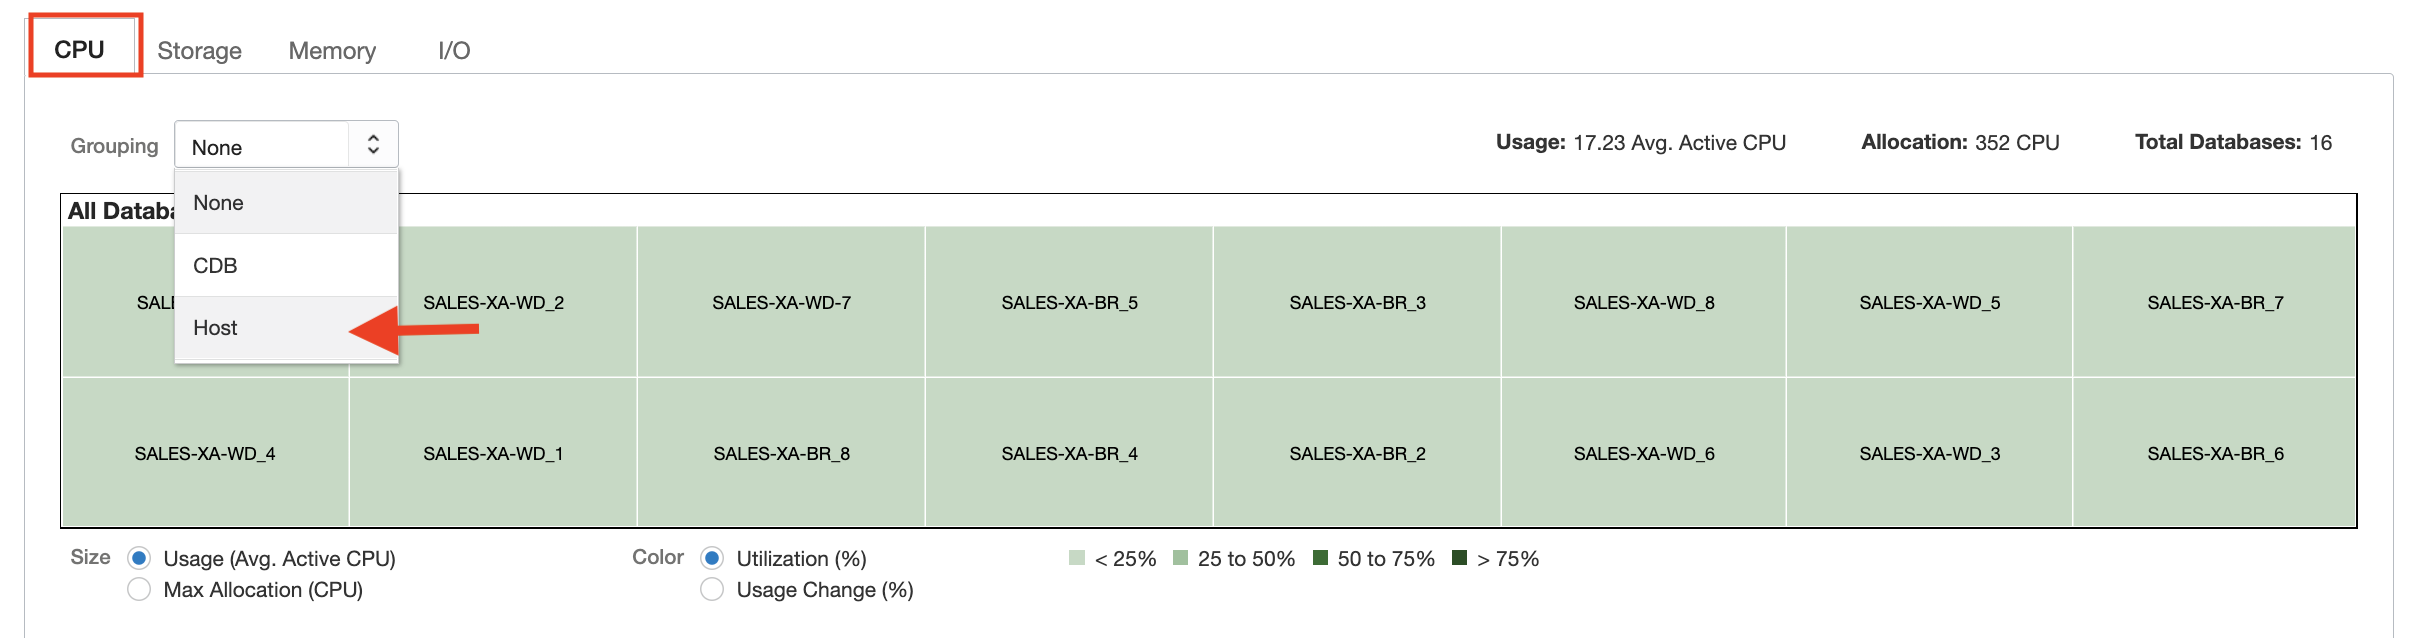 CPU Storage Memory I/O
Grouping None Usage: 17.23 Avg. Active CPU Allocation: 352 CPU Total Databases: 16
None
All
CDB
Host
SALES-XA-WD_2 SALES-XA-WD-7 SALES-XA-BR_5 SALES-XA-BR_3 SALES-XA-WD_8 SALES-XA-WD_5 SALES-XA-BR_7
SALES-XA-WD_4 SALES-XA-WD_1 SALES-XA-BR_8 SALES-XA-BR_4 SALES-XA-BR_2 SALES-XA-WD_6 SALES-XA-WD_3 SALES-XA-BR_6
Size Usage (Avg. Active CPU) Color Utilization (%) < 25% 25 to 50% 50 to 75% > 75%
Max Allocation (CPU) Usage Change (%)